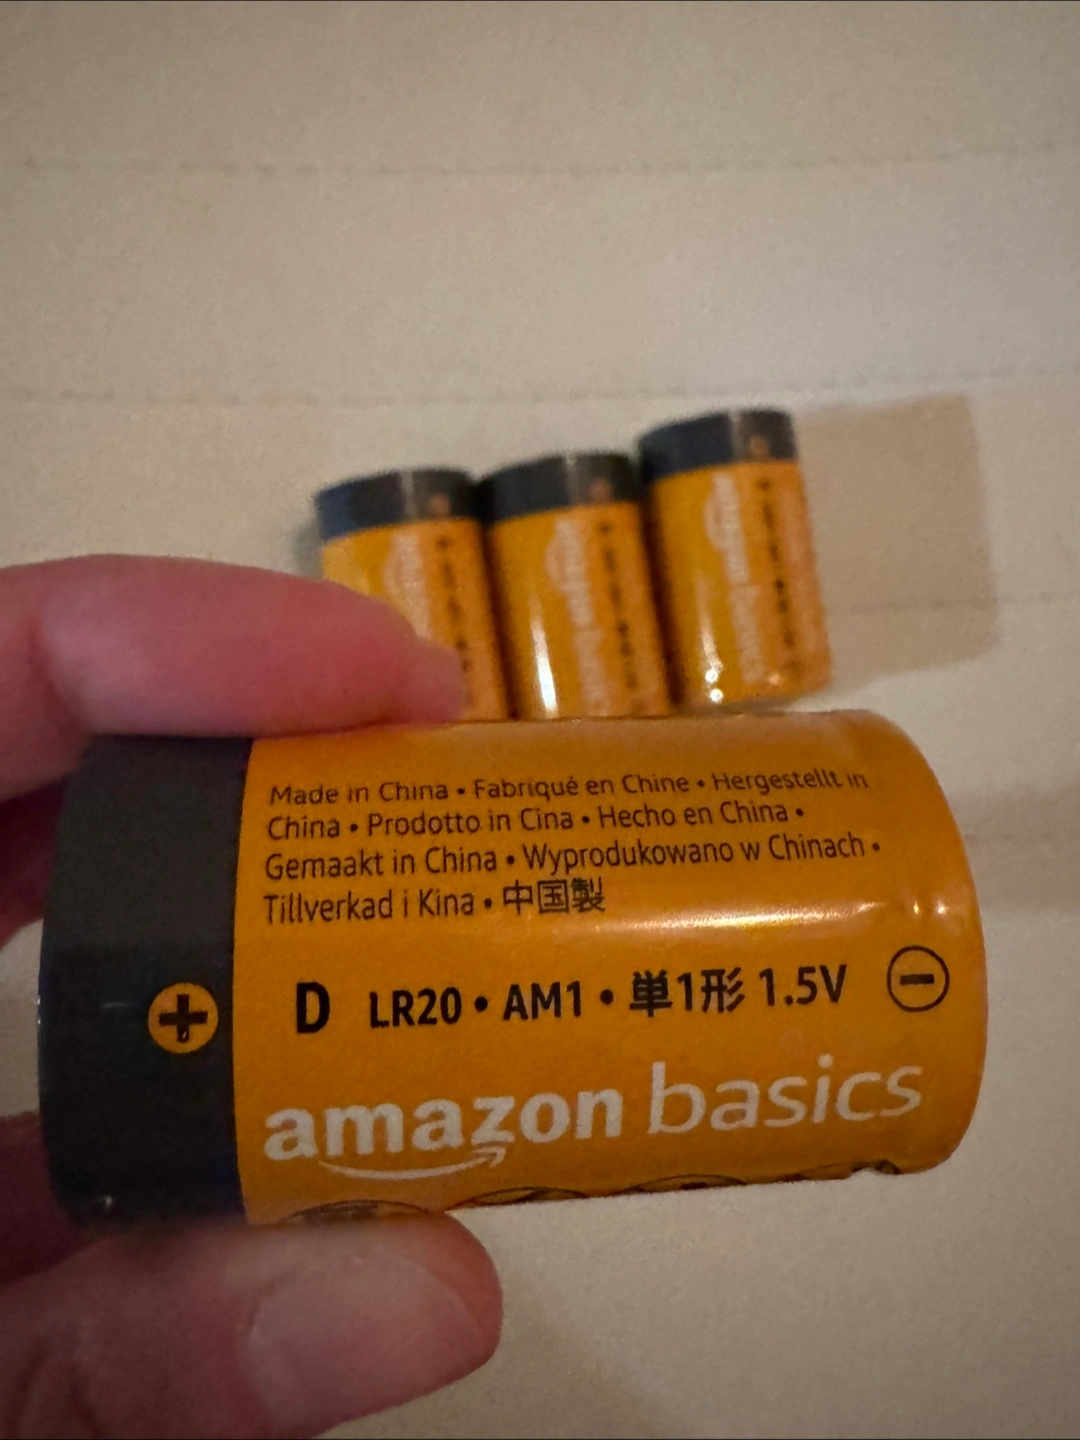 Made in China • Fabriqué en Chine • Hergestellt in
China • Prodotto in Cina • Hecho en China •
Gemaakt in China • Wyprodukowano w Chinach •
Tillverkad i Kina • 中国製
+ D LR20 • AM1 • 単1形 1.5V −
amazon basics